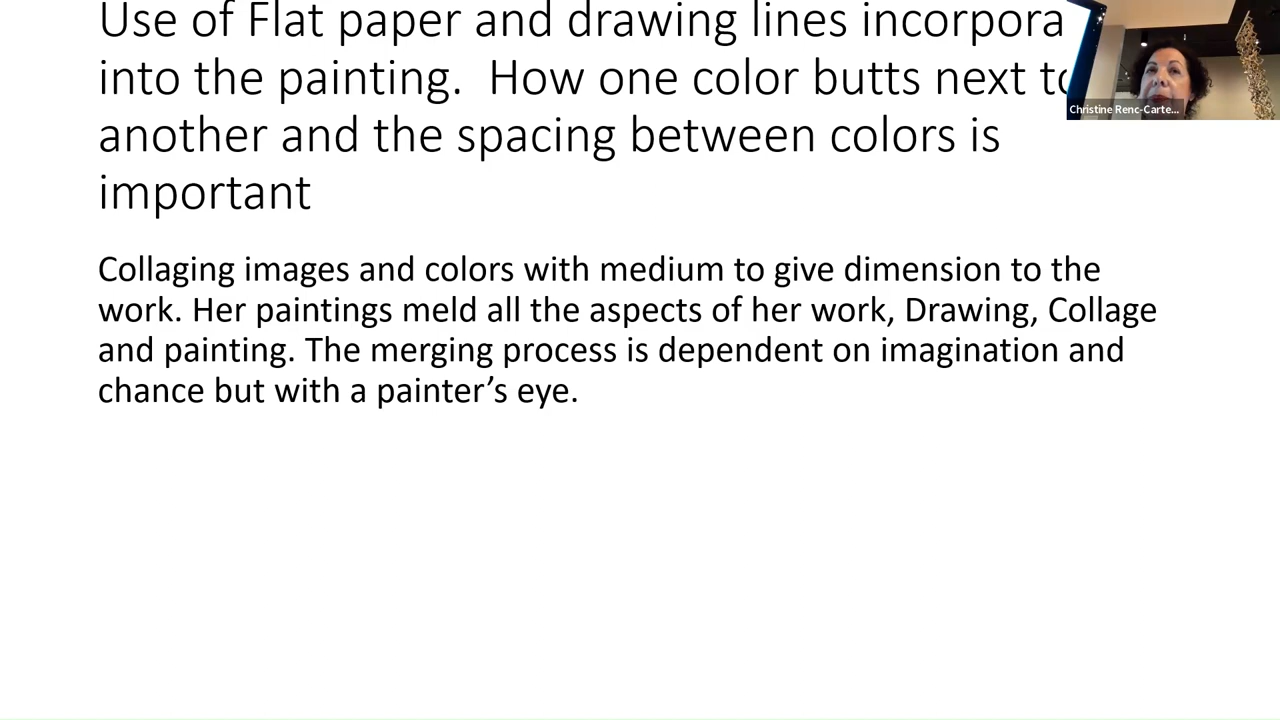 Use of Flat paper and drawing lines incorpora
into the painting.  How one color butts next to
another and the spacing between colors is
important
Christine Renc-Carte...
Collaging images and colors with medium to give dimension to the
work. Her paintings meld all the aspects of her work, Drawing, Collage
and painting. The merging process is dependent on imagination and
chance but with a painter’s eye.